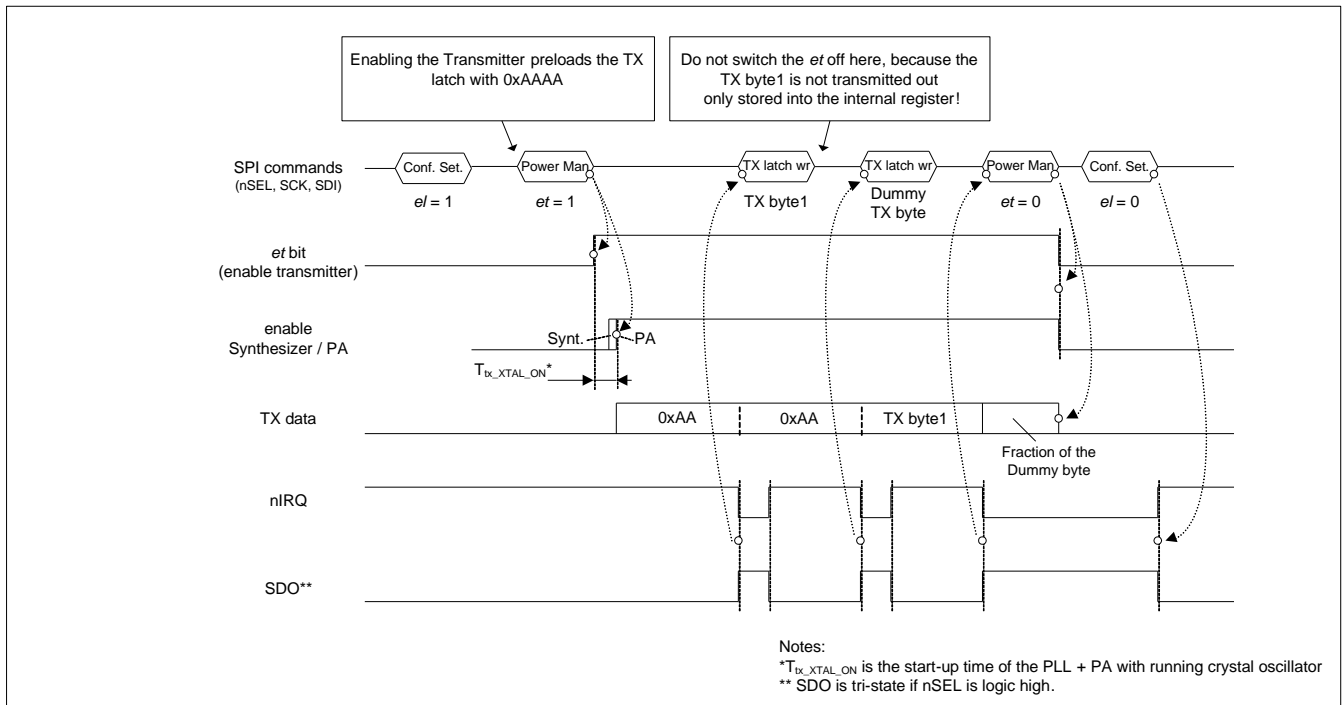 Enabling the Transmitter preloads the TX
latch with 0xAAAA
Do not switch the et off here, because the
TX byte1 is not transmitted out
only stored into the internal register!
SPI commands
(nSEL, SCK, SDI)
Conf. Set.
Power Man.
TX latch wr
TX latch wr
Power Man.
Conf. Set.
el = 1
et = 1
TX byte1
Dummy
TX byte
et = 0
el = 0
et bit
(enable transmitter)
enable
Synthesizer / PA
Synt.
PA
Ttx_XTAL_ON*
TX data
0xAA
0xAA
TX byte1
Fraction of the
Dummy byte
nIRQ
SDO**
Notes:
*Ttx_XTAL_ON is the start-up time of the PLL + PA with running crystal oscillator
** SDO is tri-state if nSEL is logic high.